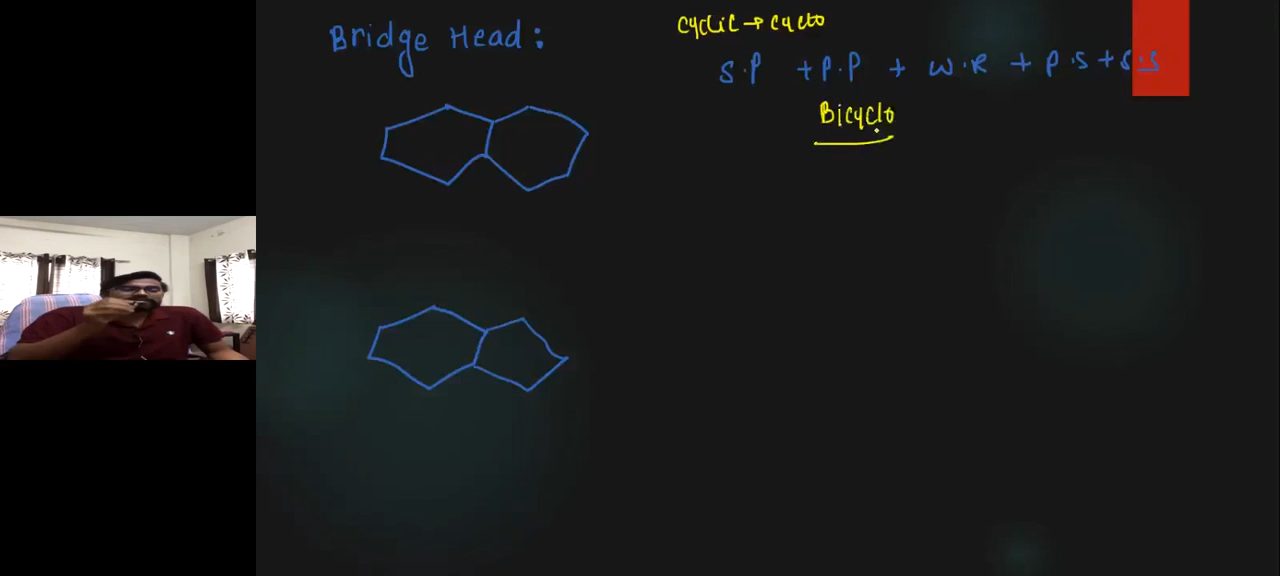 Bridge Head:
Cyclic → Cyclo
S.P + P.P + W.R + P.S + S.S
Bicyclo